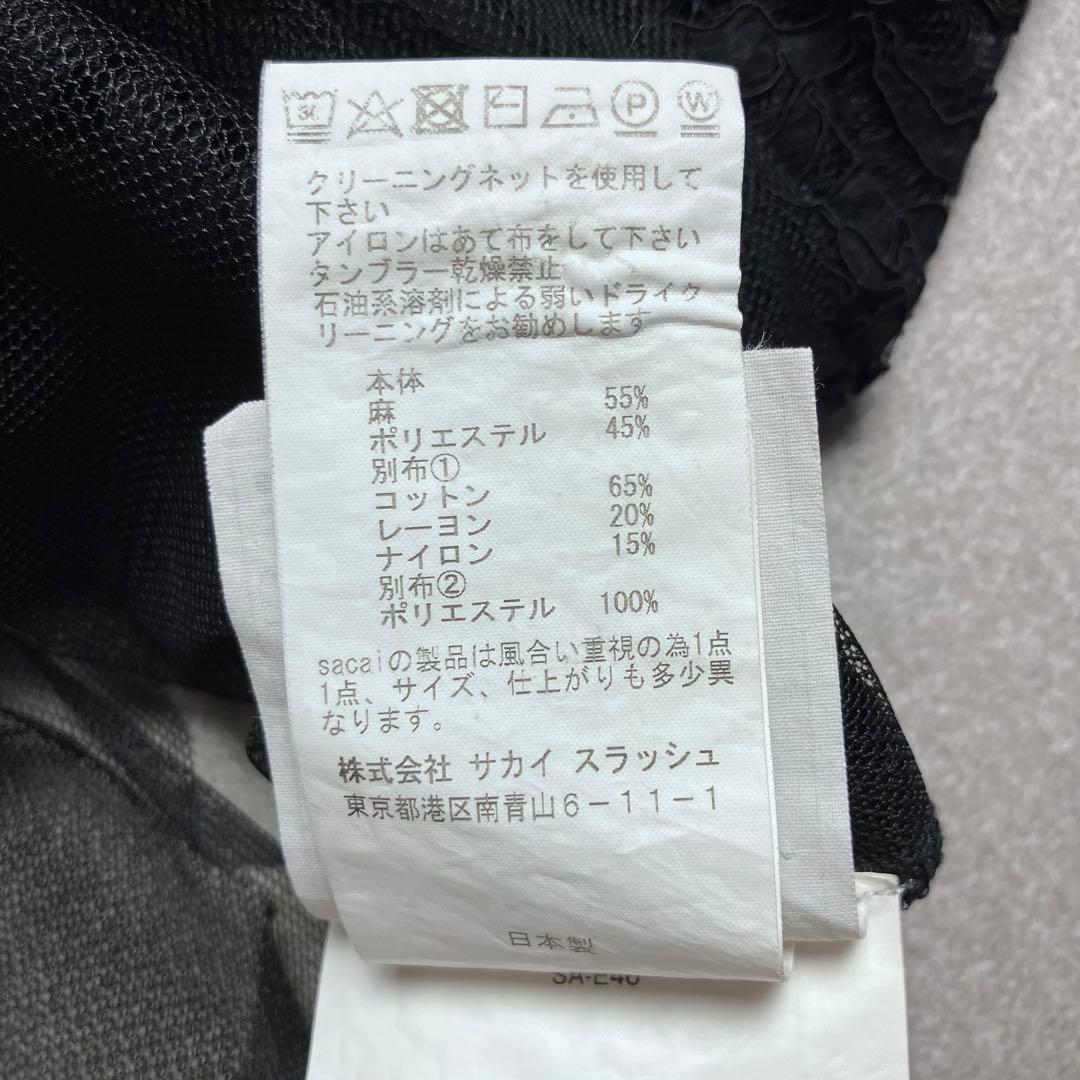 P W
クリーニングネットを使用して
下さい
アイロンはあて布をして下さい
タンブラー乾燥禁止
石油系溶剤による弱いドライク
リーニングをお勧めします
本体
麻 55%
ポリエステル 45%
別布①
コットン 65%
レーヨン 20%
ナイロン 15%
別布②
ポリエステル 100%
sacaiの製品は風合い重視の為1点
1点、サイズ、仕上がりも多少異
なります。
株式会社 サカイ スラッシュ
東京都港区南青山6-11-1
日本製